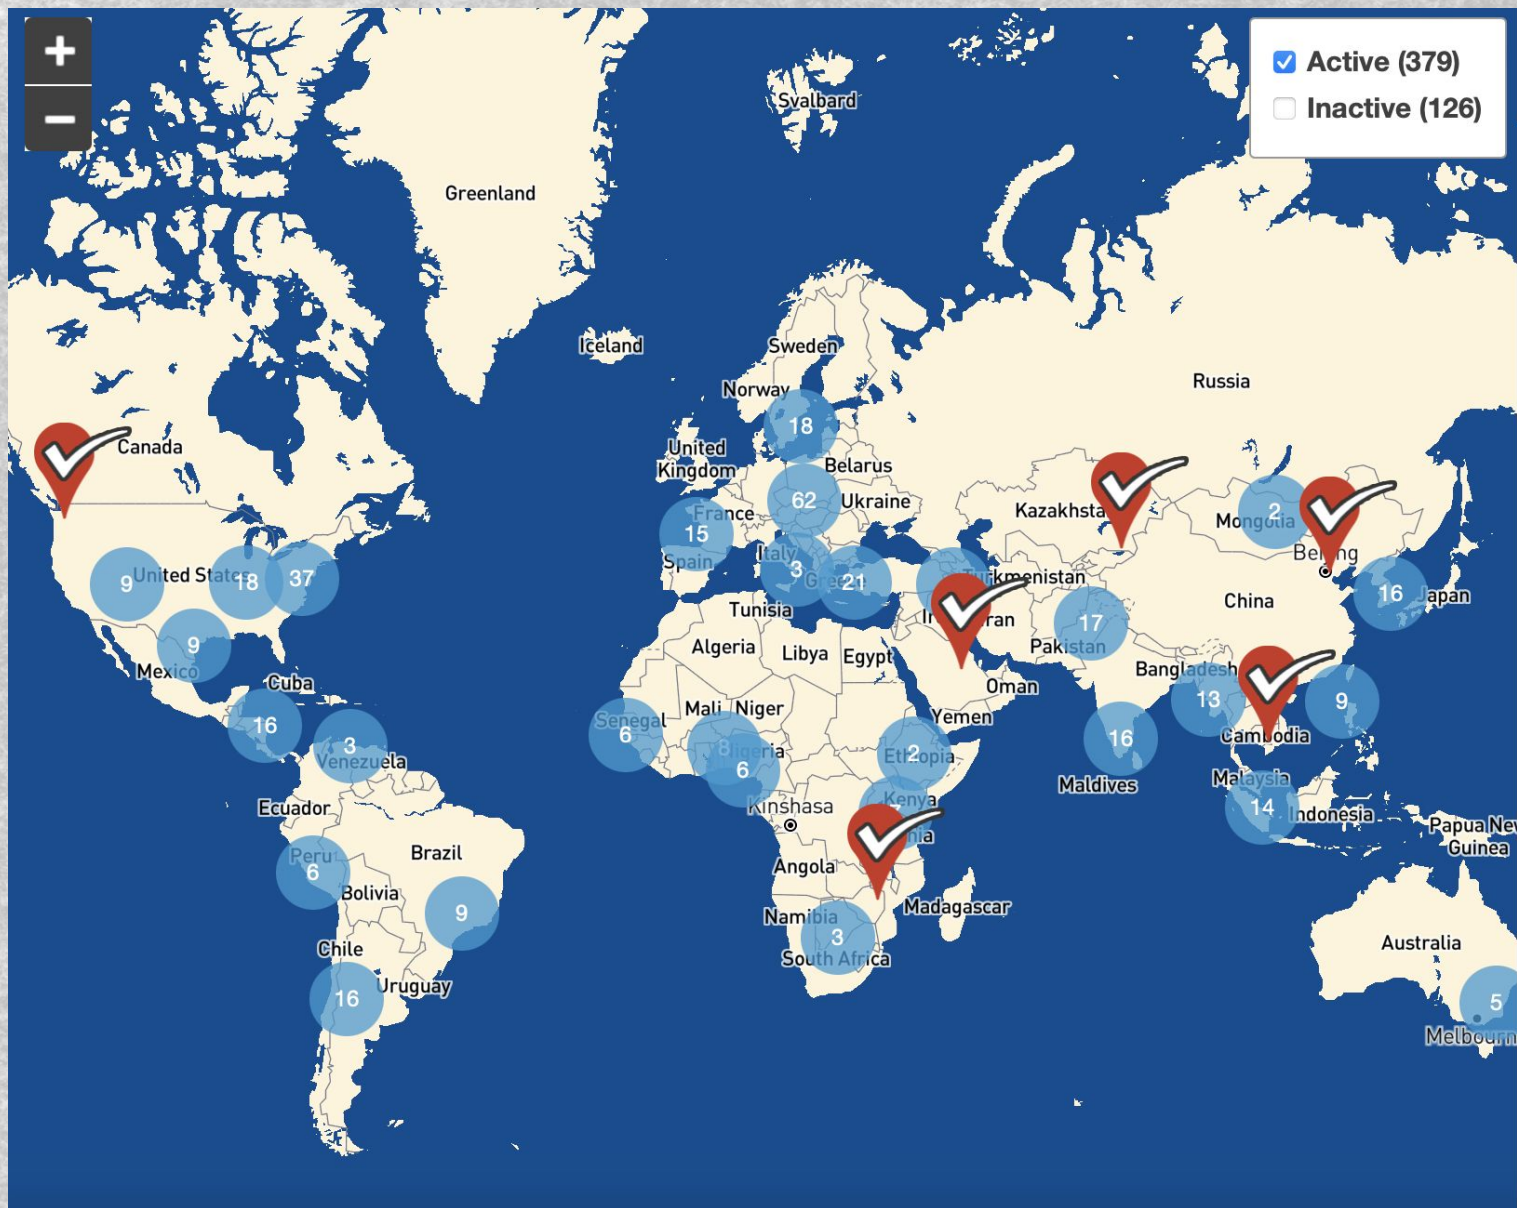 +
−
Active (379)
Inactive (126)
Svalbard
Greenland
Iceland
Sweden
Norway
Russia
18
Canada
United
Kingdom
Belarus
62
Ukraine
France
15
Kazakhsta
2
Mongolia
Spain
Italy
3
21
Turkmenistan
Beijing
9
United States
18
37
China
16
Japan
Tunisia
Iran
17
Pakistan
9
Mexico
Algeria
Libya
Egypt
Bangladesh
Cuba
Oman
13
9
16
Senegal
6
Mali
Niger
Yemen
Cambodia
3
Venezuela
8
Nigeria
6
Ethiopia
2
16
Maldives
Malaysia
14
Indonesia
Ecuador
Kinshasa
Kenya
Papua New
Guinea
Peru
6
Brazil
Angola
Bolivia
9
Namibia
Madagascar
3
South Africa
Australia
Chile
16
Uruguay
5
Melbourn